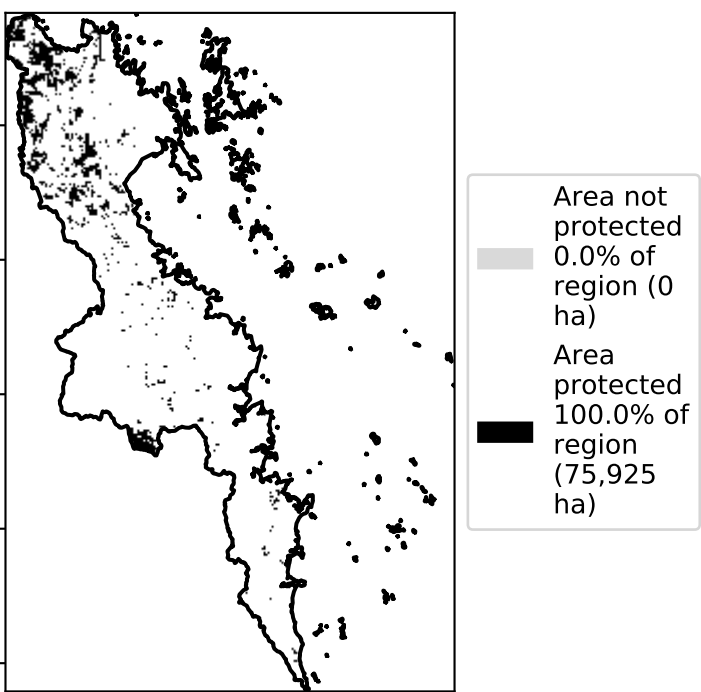 Area not
protected
0.0% of
region (0
ha)
Area
protected
100.0% of
region
(75,925
ha)